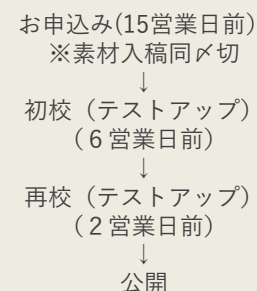 お申込み(15営業日前)
※素材入稿同〆切
↓
初校（テストアップ）
（６営業日前）
↓
再校（テストアップ）
（２営業日前）
↓
公開